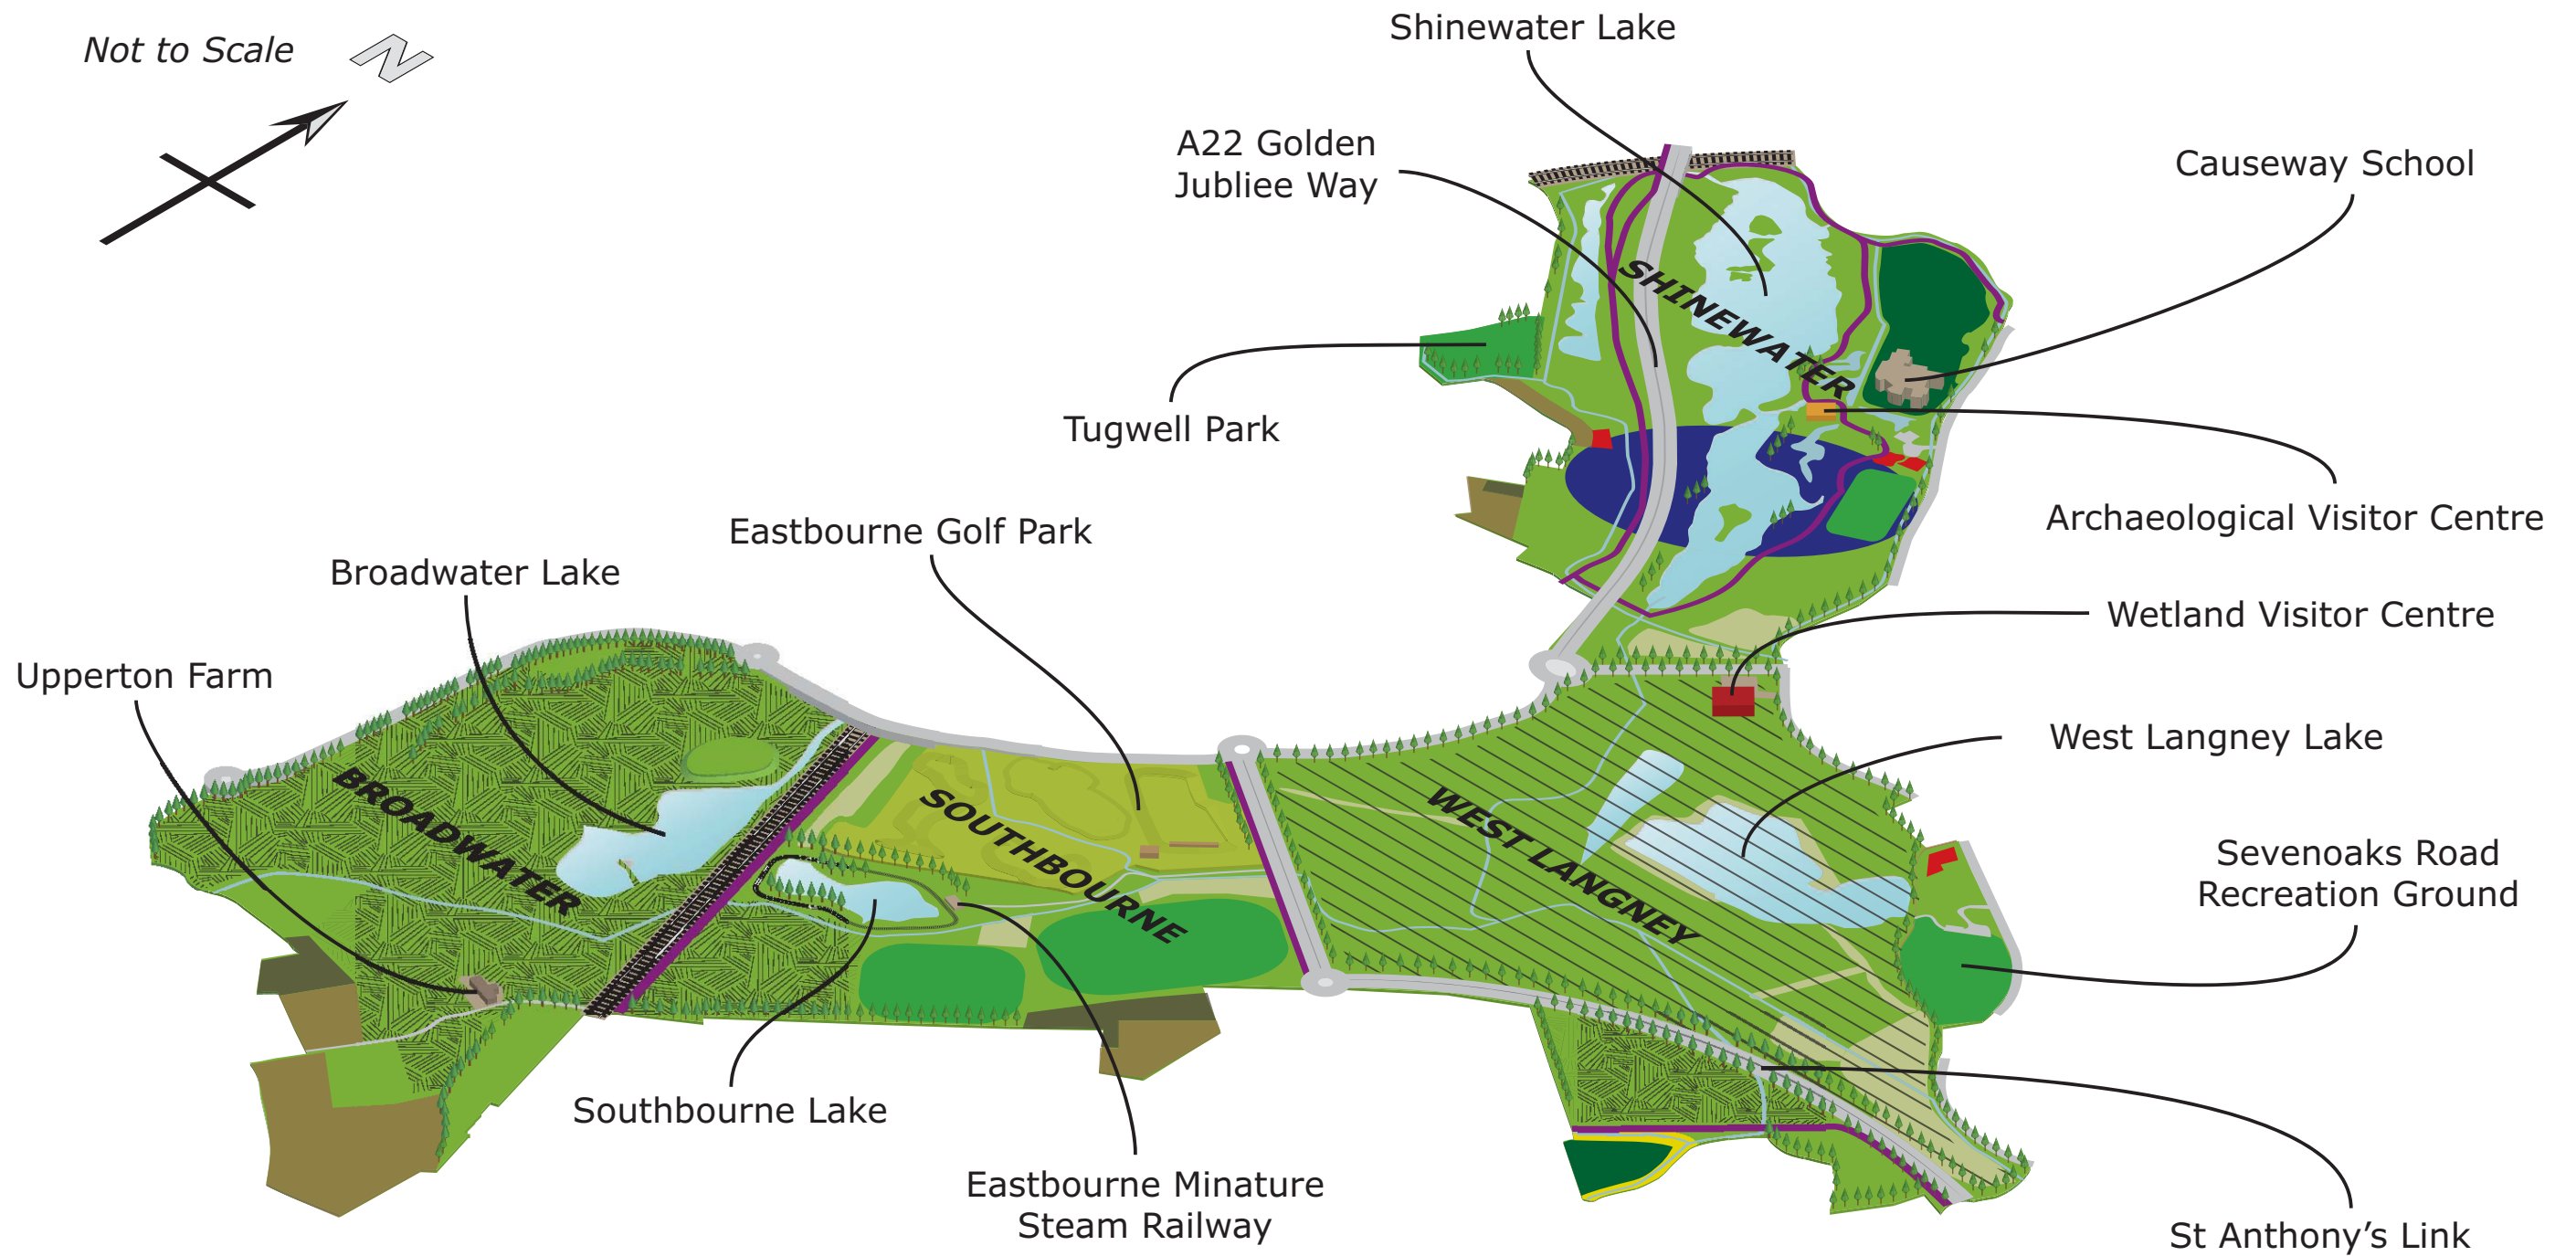 Not to Scale
N
Shinewater Lake
A22 Golden
Jubliee Way
Causeway School
SHINEWATER
Tugwell Park
Archaeological Visitor Centre
Eastbourne Golf Park
Broadwater Lake
Wetland Visitor Centre
Upperton Farm
West Langney Lake
BROADWATER
SOUTHBOURNE
WEST LANGNEY
Sevenoaks Road
Recreation Ground
Southbourne Lake
Eastbourne Minature
Steam Railway
St Anthony’s Link